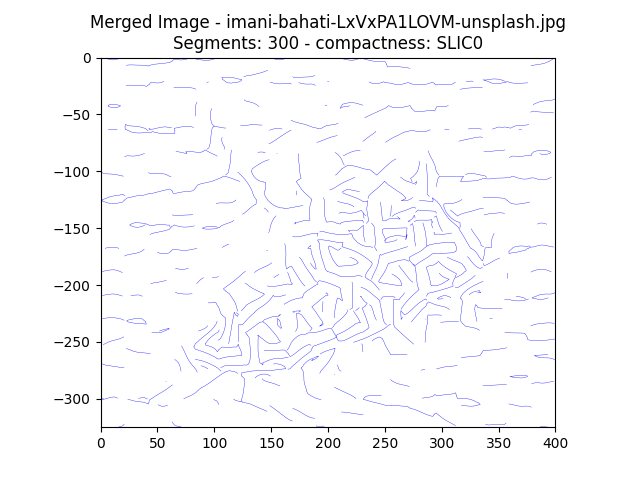 Merged Image - imani-bahati-LxVxPA1LOVM-unsplash.jpg
Segments: 300 - compactness: SLIC0
0
−50
−100
−150
−200
−250
−300
0 50 100 150 200 250 300 350 400